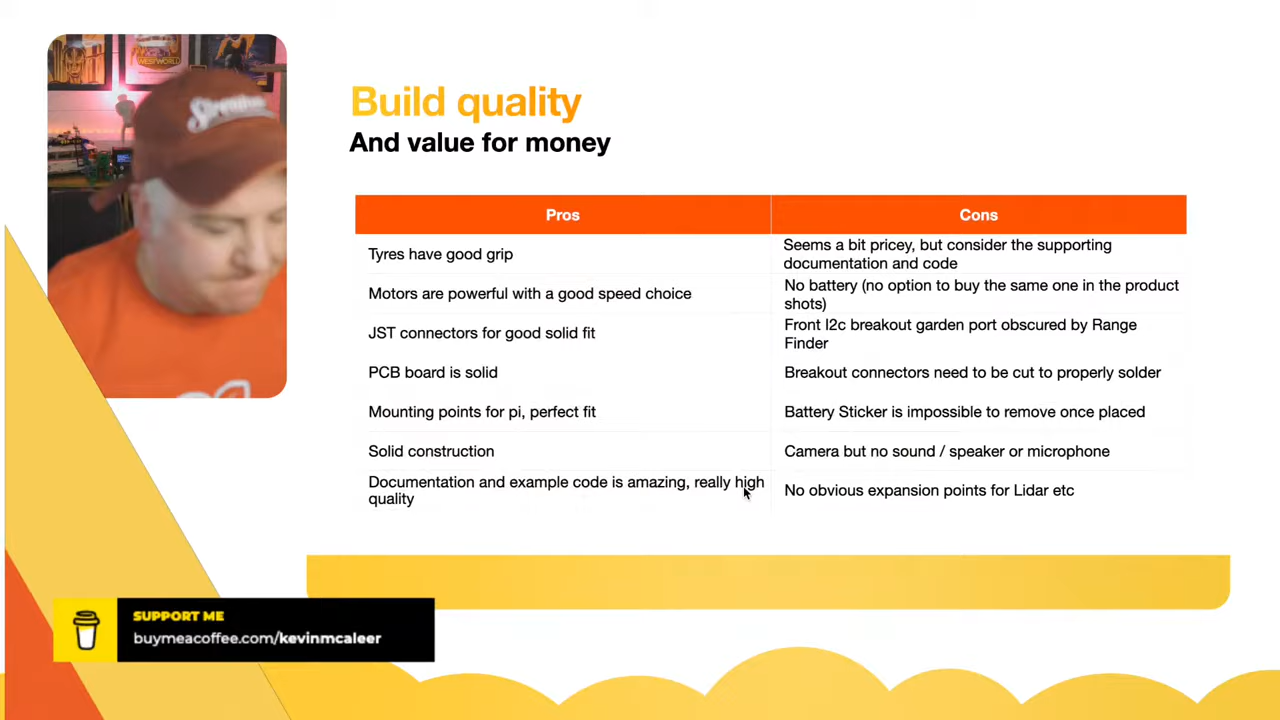 WESTWORLD
Build quality
And value for money
Pros
Cons
Tyres have good grip
Seems a bit pricey, but consider the supporting
documentation and code
Motors are powerful with a good speed choice
No battery (no option to buy the same one in the product
shots)
JST connectors for good solid fit
Front I2c breakout garden port obscured by Range
Finder
PCB board is solid
Breakout connectors need to be cut to properly solder
Mounting points for pi, perfect fit
Battery Sticker is impossible to remove once placed
Solid construction
Camera but no sound / speaker or microphone
Documentation and example code is amazing, really high
quality
No obvious expansion points for Lidar etc
SUPPORT ME
buymeacoffee.com/kevinmcaleer